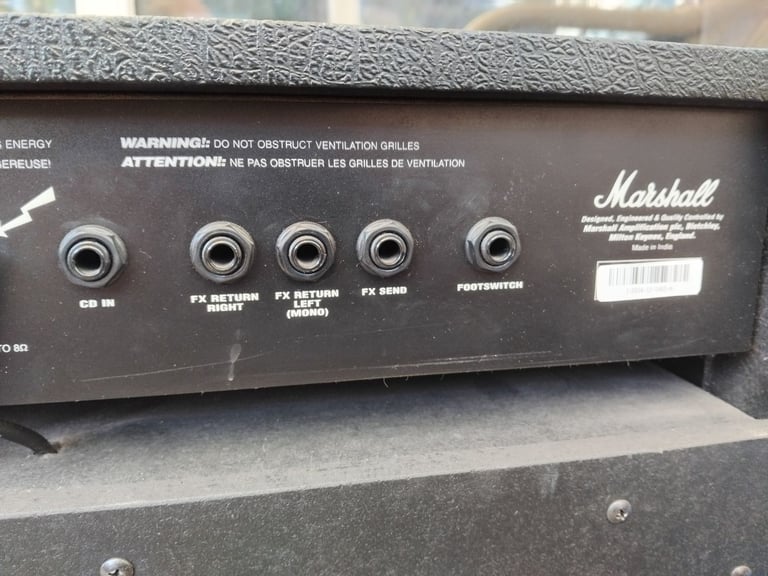 ENERGY
EREUSE!
WARNING!: DO NOT OBSTRUCT VENTILATION GRILLES
ATTENTION!: NE PAS OBSTRUER LES GRILLES DE VENTILATION
Marshall
Designed, Engineered & Quality Controlled by
Marshall Amplification plc, Bletchley,
Milton Keynes, England.
Made in India
CD IN
FX RETURN
RIGHT
FX RETURN
LEFT
(MONO)
FX SEND
FOOTSWITCH
TO 8Ω